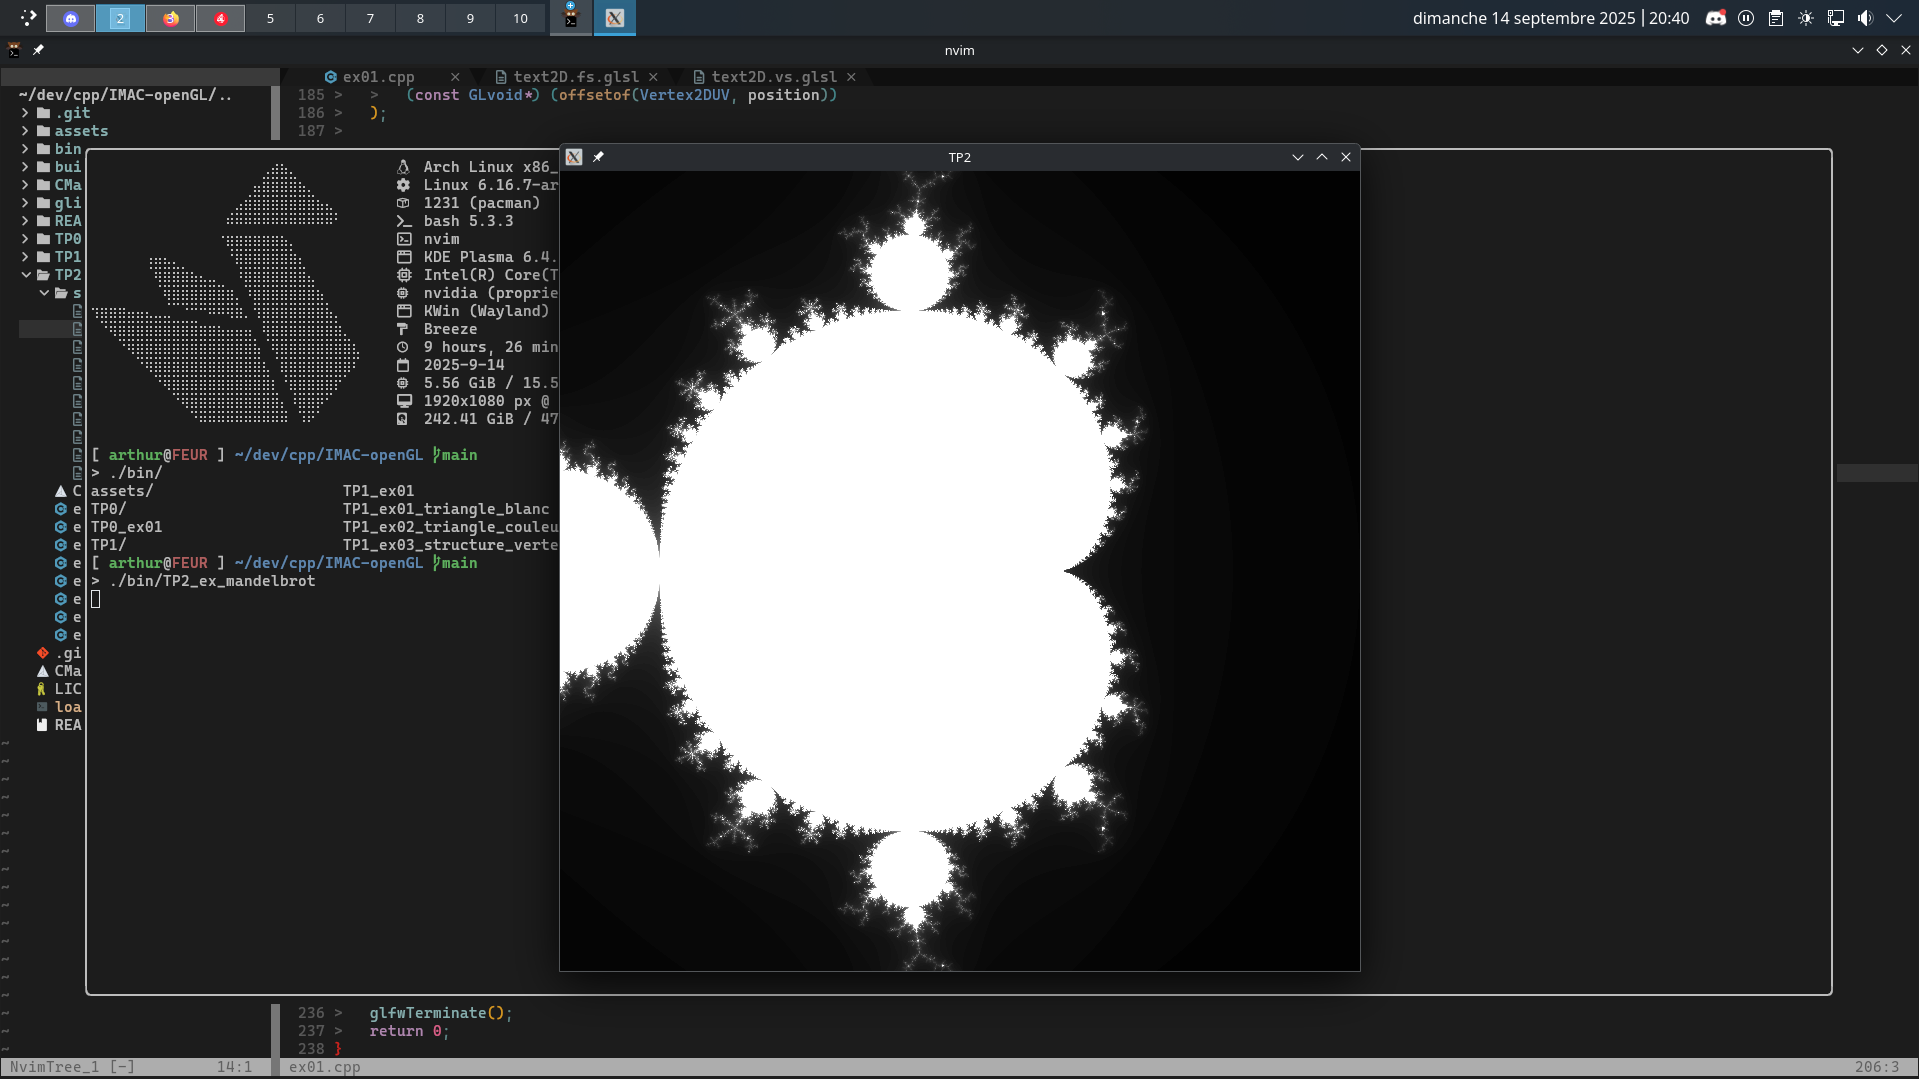 2 3 4 5 6 7 8 9 10 dimanche 14 septembre 2025 | 20:40
nvim
ex01.cpp × text2D.fs.glsl × text2D.vs.glsl ×
~/dev/cpp/IMAC-openGL/..
.git
assets
bin
bui
CMa
gli
REA
TP0
TP1
TP2
s
C
e
e
e
e
e
e
e
e
.gi
CMa
LIC
loa
REA
185 > > (const GLvoid*) (offsetof(Vertex2DUV, position))
186 > );
187 >
Arch Linux x86_
Linux 6.16.7-ar
1231 (pacman)
bash 5.3.3
nvim
KDE Plasma 6.4.
Intel(R) Core(T
nvidia (proprie
KWin (Wayland)
Breeze
9 hours, 26 min
2025-9-14
5.56 GiB / 15.5
1920x1080 px @
242.41 GiB / 47
[ arthur@FEUR ] ~/dev/cpp/IMAC-openGL main
> ./bin/
assets/ TP1_ex01
TP0/ TP1_ex01_triangle_blanc
TP0_ex01 TP1_ex02_triangle_couleu
TP1/ TP1_ex03_structure_verte
[ arthur@FEUR ] ~/dev/cpp/IMAC-openGL main
> ./bin/TP2_ex_mandelbrot
TP2
236 > glfwTerminate();
237 > return 0;
238 }
NvimTree_1 [-] 14:1 ex01.cpp 206:3